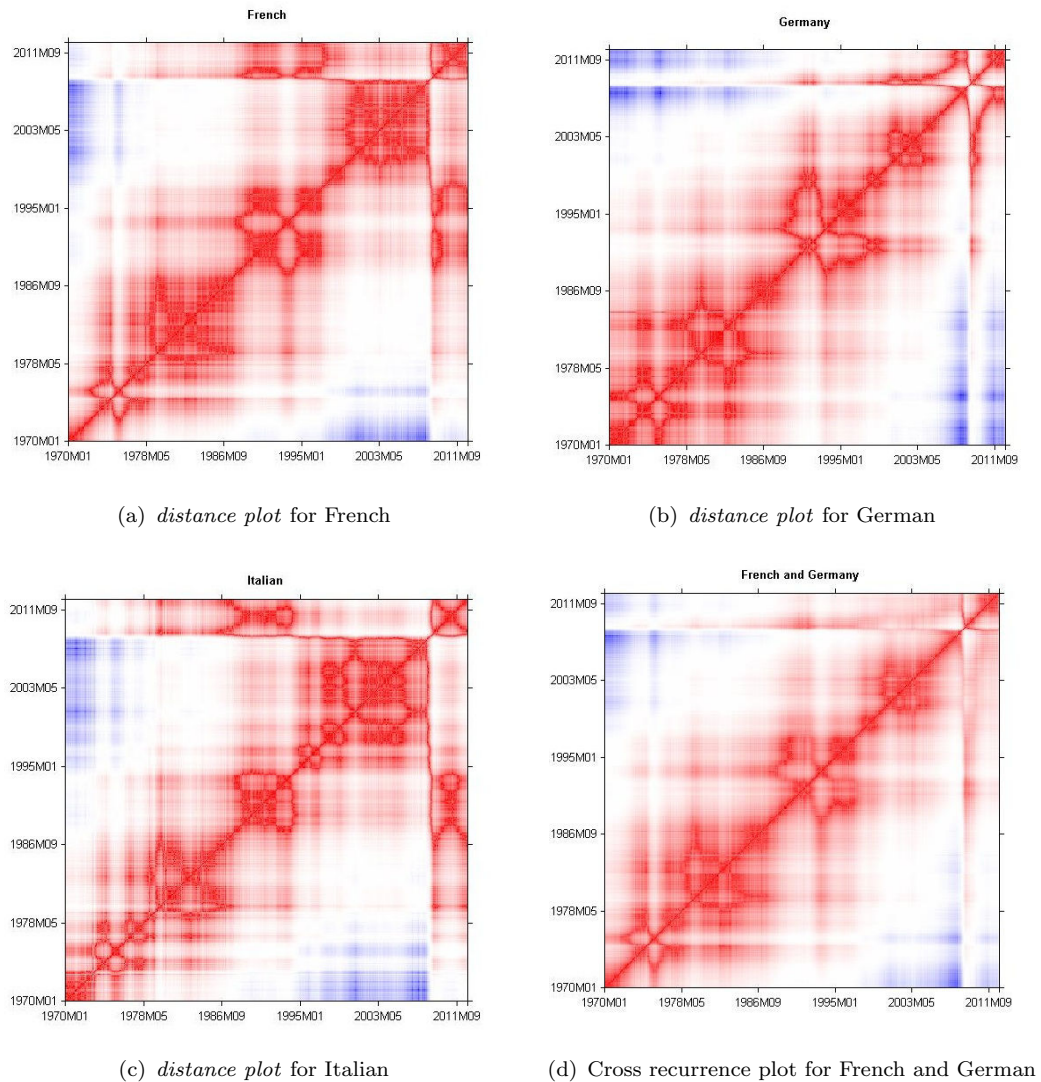 French
2011M09
2003M05
1995M01
1986M09
1978M05
1970M01
1970M01 1978M05 1986M09 1995M01 2003M05 2011M09
(a) distance plot for French
Germany
2011M09
2003M05
1995M01
1986M09
1978M05
1970M01
1970M01 1978M05 1986M09 1995M01 2003M05 2011M09
(b) distance plot for German
Italian
2011M09
2003M05
1995M01
1986M09
1978M05
1970M01
1970M01 1978M05 1986M09 1995M01 2003M05 2011M09
(c) distance plot for Italian
French and Germany
2011M09
2003M05
1995M01
1986M09
1978M05
1970M01
1970M01 1978M05 1986M09 1995M01 2003M05 2011M09
(d) Cross recurrence plot for French and German